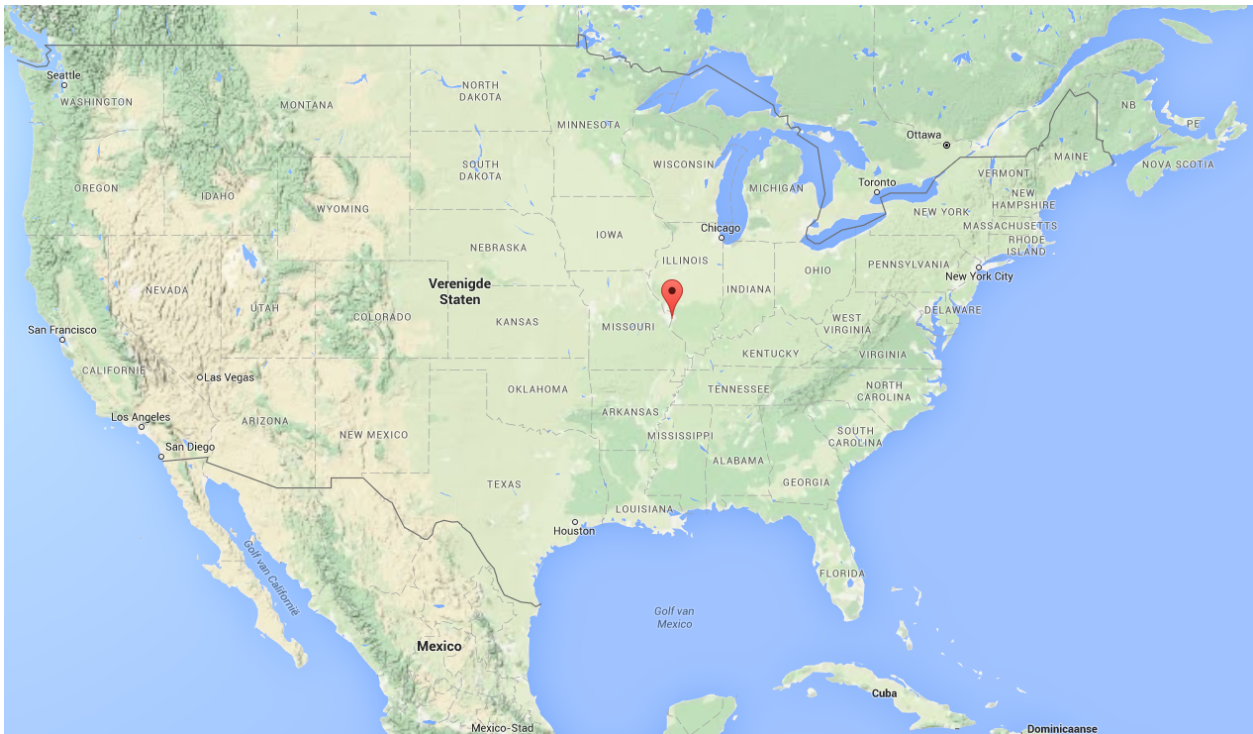 Seattle
WASHINGTON
MONTANA
NORTH
DAKOTA
MINNESOTA
Ottawa
NB
PE
MAINE
NOVA SCOTIA
OREGON
IDAHO
WYOMING
SOUTH
DAKOTA
WISCONSIN
MICHIGAN
Toronto
VERMONT
NEW
HAMPSHIRE
NEW YORK
MASSACHUSETTS
RHODE
ISLAND
Chicago
IOWA
NEBRASKA
ILLINOIS
OHIO
PENNSYLVANIA
New York City
NEVADA
UTAH
COLORADO
Verenigde
Staten
KANSAS
MISSOURI
INDIANA
WEST
VIRGINIA
DELAWARE
San Francisco
CALIFORNIË
Las Vegas
KENTUCKY
VIRGINIA
Los Angeles
ARIZONA
NEW MEXICO
OKLAHOMA
ARKANSAS
TENNESSEE
NORTH
CAROLINA
San Diego
MISSISSIPPI
SOUTH
CAROLINA
ALABAMA
TEXAS
GEORGIA
LOUISIANA
Houston
Golf van Californië
FLORIDA
Golf van
Mexico
Mexico
Cuba
Mexico-Stad
Dominicaanse